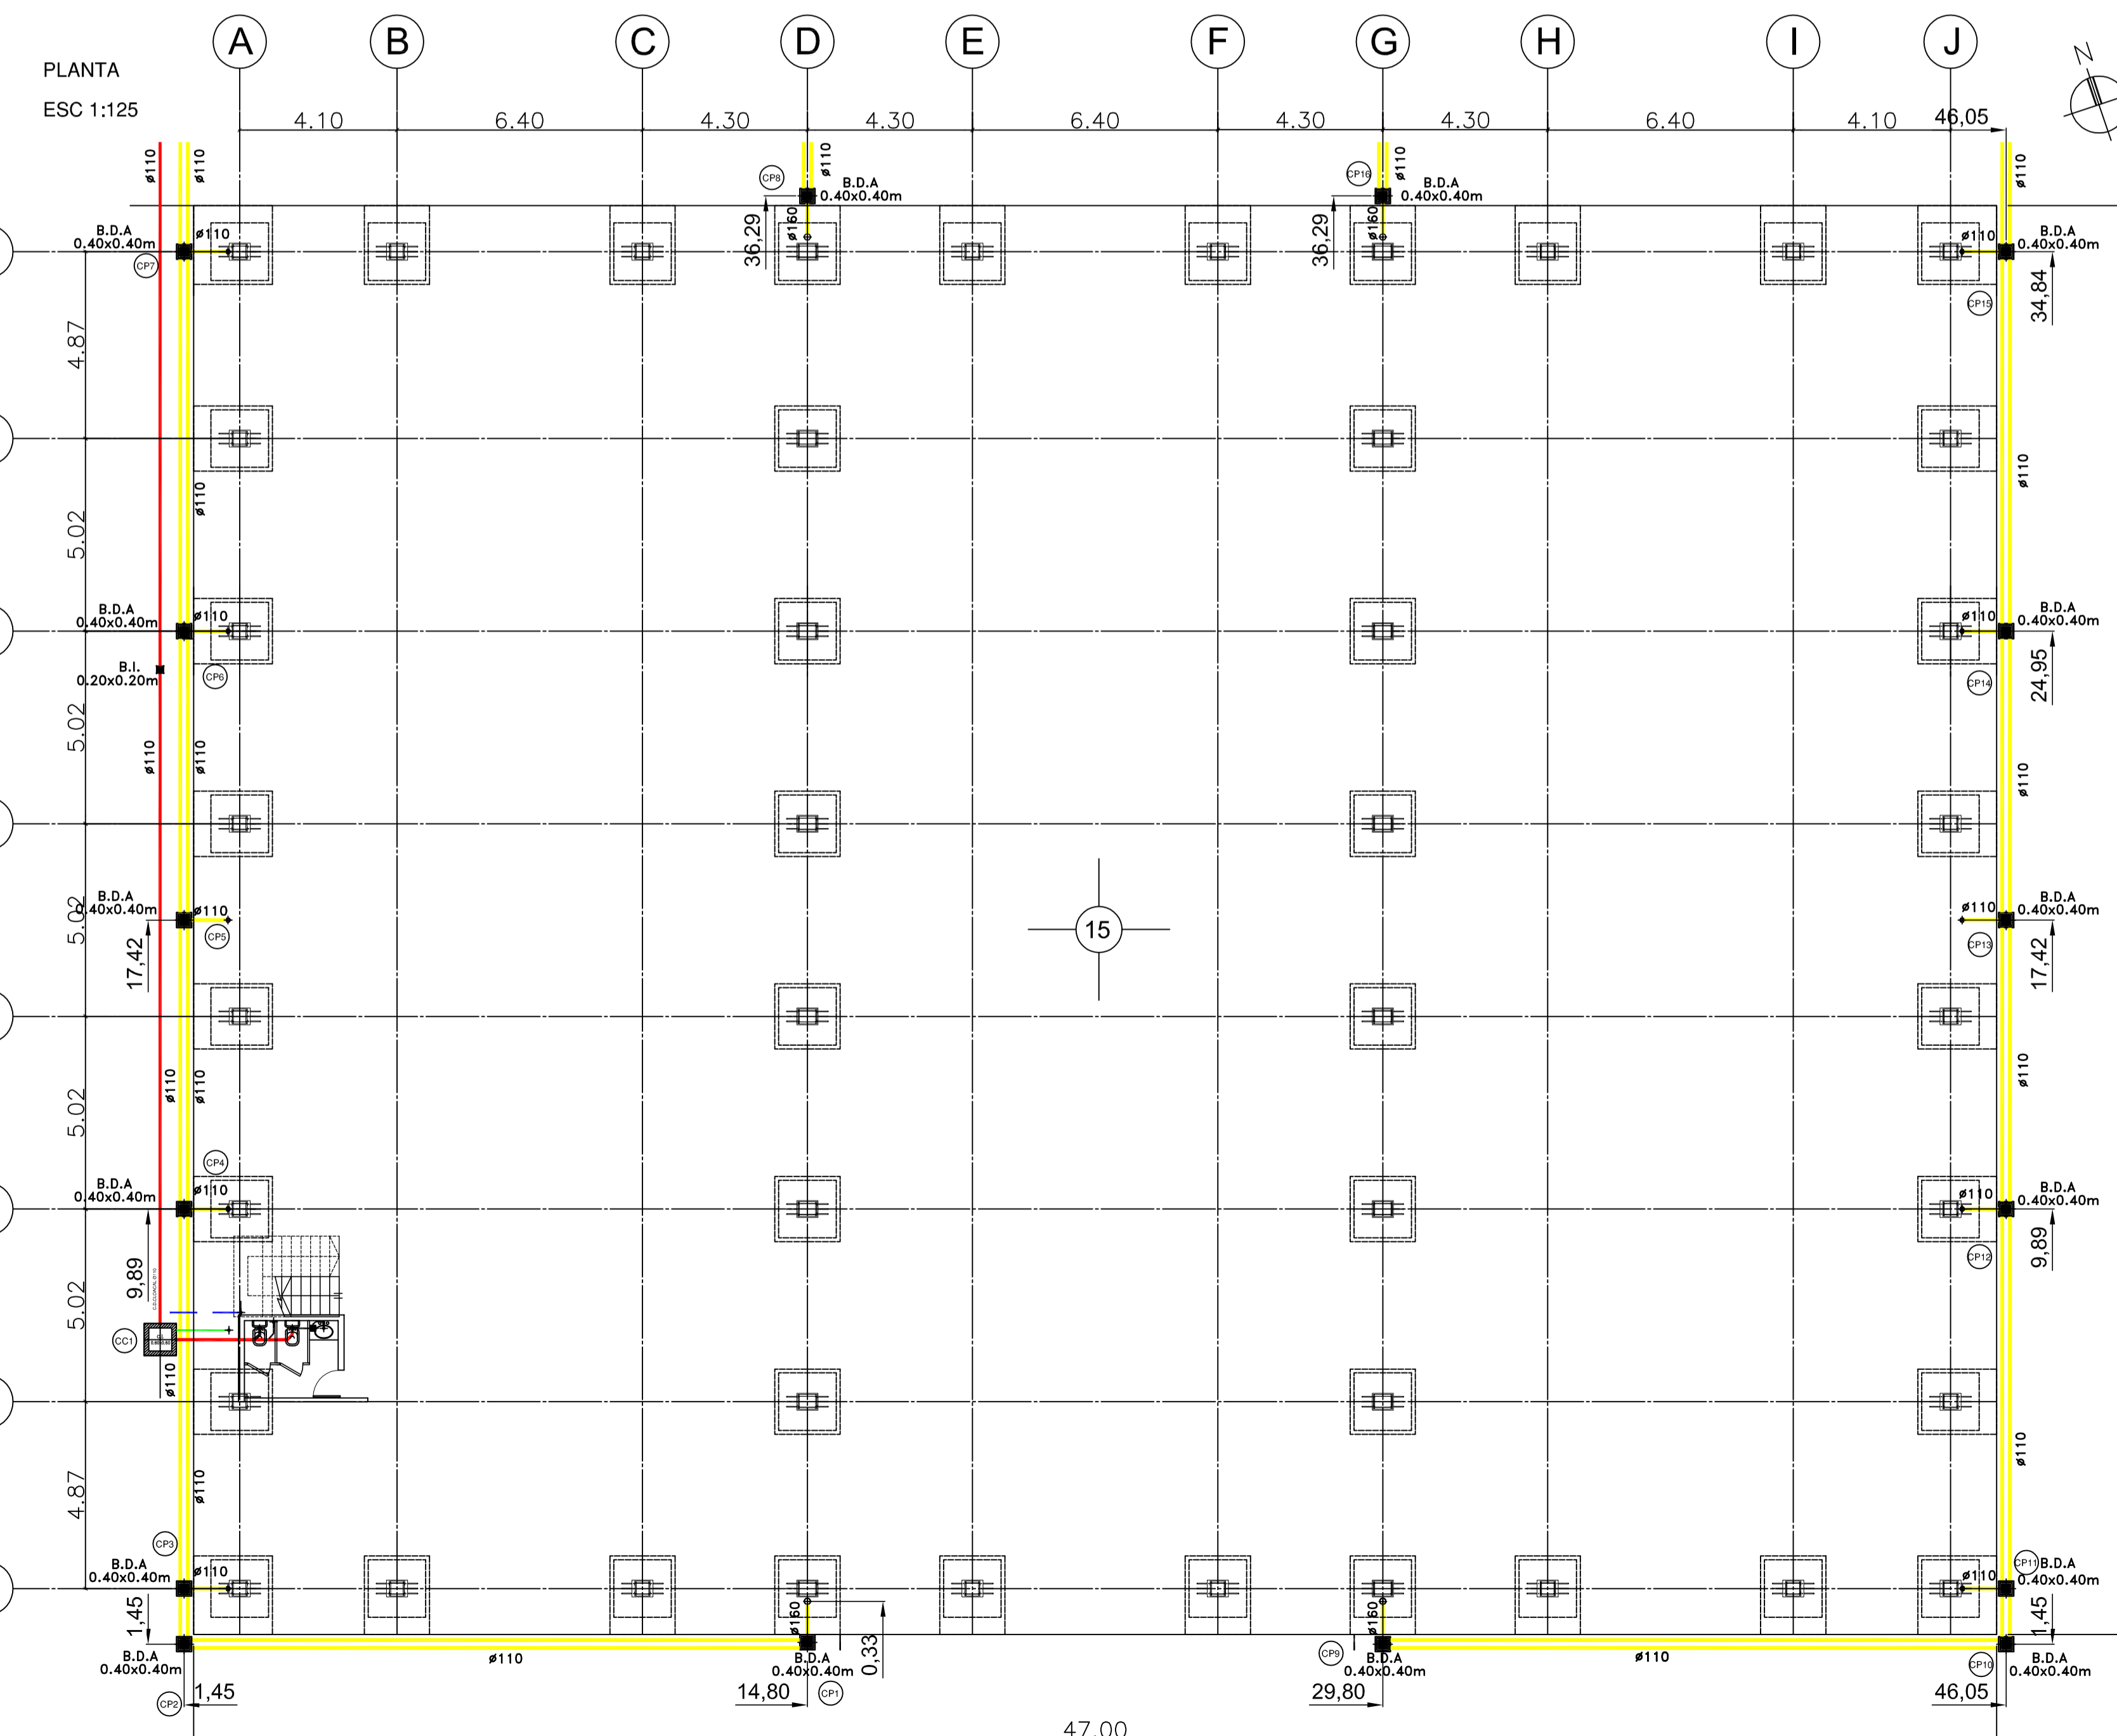 A
B
C
D
E
F
G
H
I
J
N
PLANTA
ESC 1:125
4.10
6.40
4.30
4.30
6.40
4.30
4.30
6.40
4.10
46,05
ø110
ø110
CP8
ø110
B.D.A
0.40x0.40m
CP16
ø110
B.D.A
0.40x0.40m
ø110
B.D.A
0.40x0.40m
CP7
ø110
36,29
ø160
36,29
ø160
ø110
B.D.A
0.40x0.40m
CP15
34,84
4.87
ø110
ø110
5.02
B.D.A
0.40x0.40m
ø110
B.I.
0.20x0.20m
CP6
ø110
B.D.A
0.40x0.40m
CP14
24,95
5.02
ø110
ø110
ø110
B.D.A
0.40x0.40m
5.02
ø110
CP5
17,42
15
ø110
B.D.A
0.40x0.40m
CP13
17,42
5.02
ø110
ø110
ø110
CP4
B.D.A
0.40x0.40m
ø110
9,89
ø110
B.D.A
0.40x0.40m
CP12
9,89
5.02
CC1
ø110
4.87
ø110
ø110
CP3
B.D.A
0.40x0.40m
ø110
1,45
ø160
0,33
ø160
CP11
B.D.A
0.40x0.40m
ø110
1,45
B.D.A
0.40x0.40m
CP2
1,45
ø110
B.D.A
0.40x0.40m
14,80
CP1
CP9
B.D.A
0.40x0.40m
29,80
ø110
CP10
B.D.A
0.40x0.40m
46,05
47.00